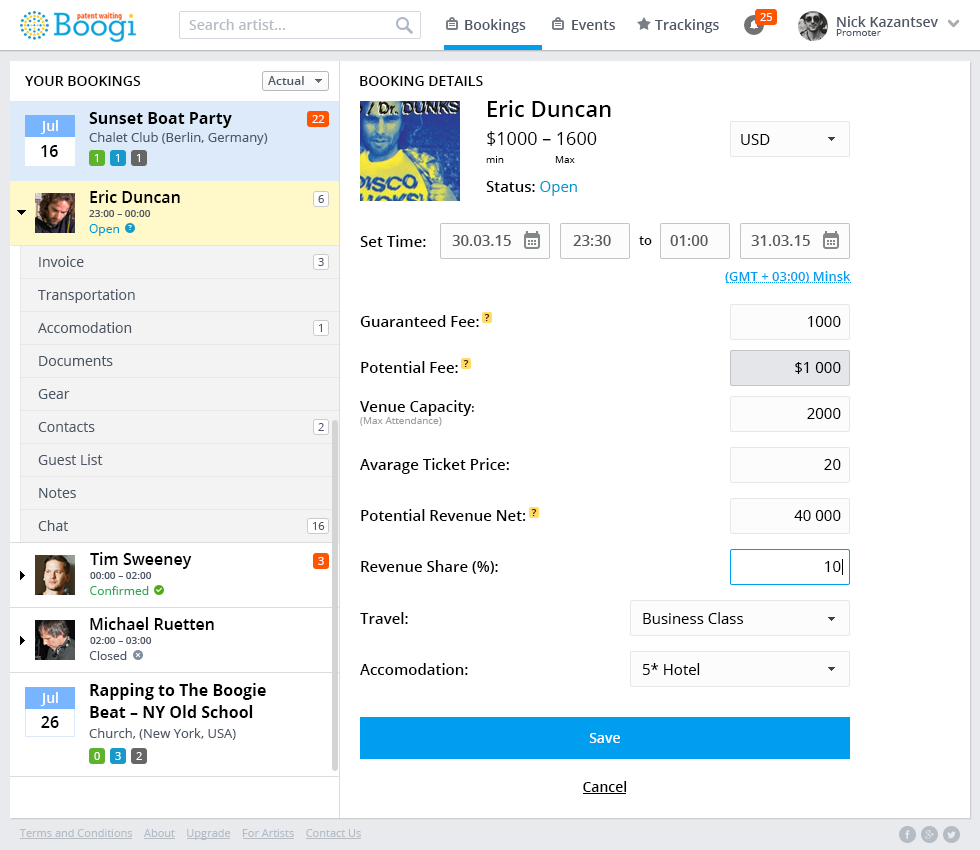 patent waiting
Boogi
Search artist...
Bookings
Events
Trackings
25
Nick Kazantsev
Promoter
YOUR BOOKINGS
Actual
Jul
16
Sunset Boat Party
22
Chalet Club (Berlin, Germany)
1 1 1
Eric Duncan
6
23:00 – 00:00
Open ?
Invoice 3
Transportation
Accomodation 1
Documents
Gear
Contacts 2
Guest List
Notes
Chat 16
Tim Sweeney
3
00:00 – 02:00
Confirmed
Michael Ruetten
02:00 – 03:00
Closed
Jul
26
Rapping to The Boogie
Beat – NY Old School
Church, (New York, USA)
0 3 2
BOOKING DETAILS
/ Dr. DUNKS
DISCO
Eric Duncan
$1000 – 1600
min Max
Status: Open
USD
Set Time: 30.03.15 23:30 to 01:00 31.03.15
(GMT + 03:00) Minsk
Guaranteed Fee: ? 1000
Potential Fee: ? $1 000
Venue Capacity: 2000
(Max Attendance)
Avarage Ticket Price: 20
Potential Revenue Net: ? 40 000
Revenue Share (%): 10
Travel: Business Class
Accomodation: 5* Hotel
Save
Cancel
Terms and Conditions About Upgrade For Artists Contact Us